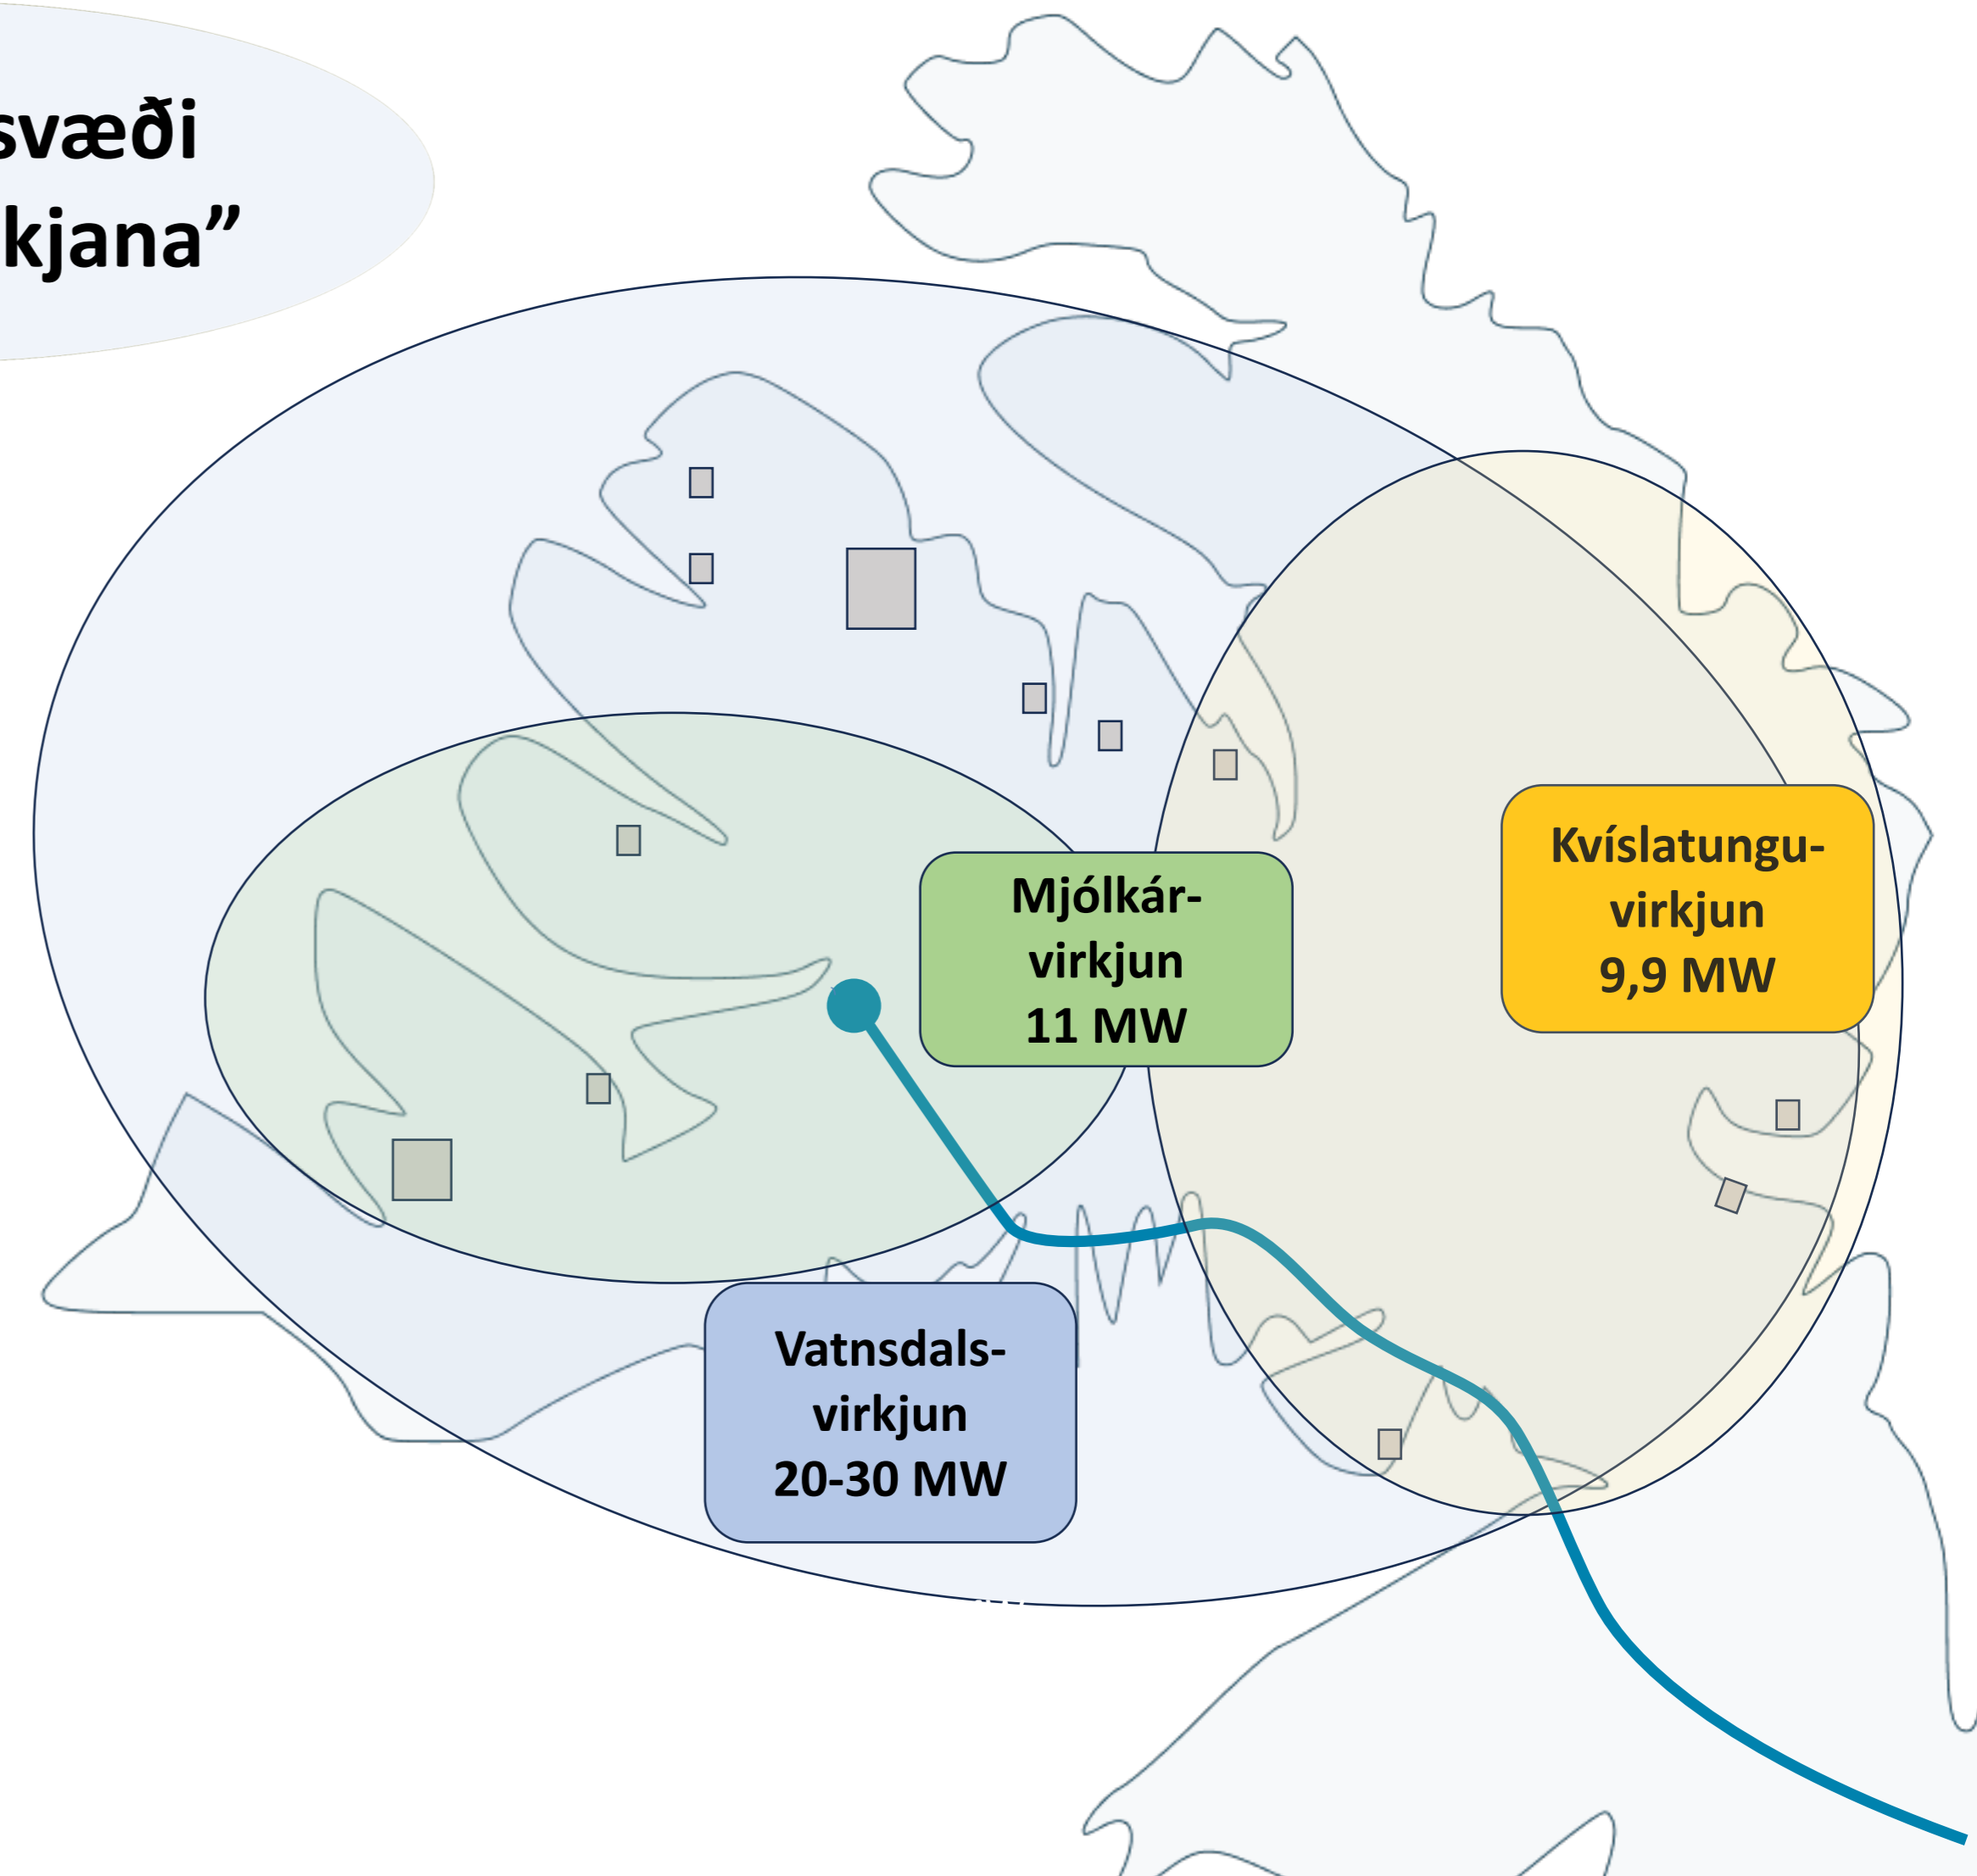 svæði
kjana”
Mjólkár-
virkjun
11 MW
Kvíslatungu-
virkjun
9,9 MW
Vatnsdals-
virkjun
20-30 MW